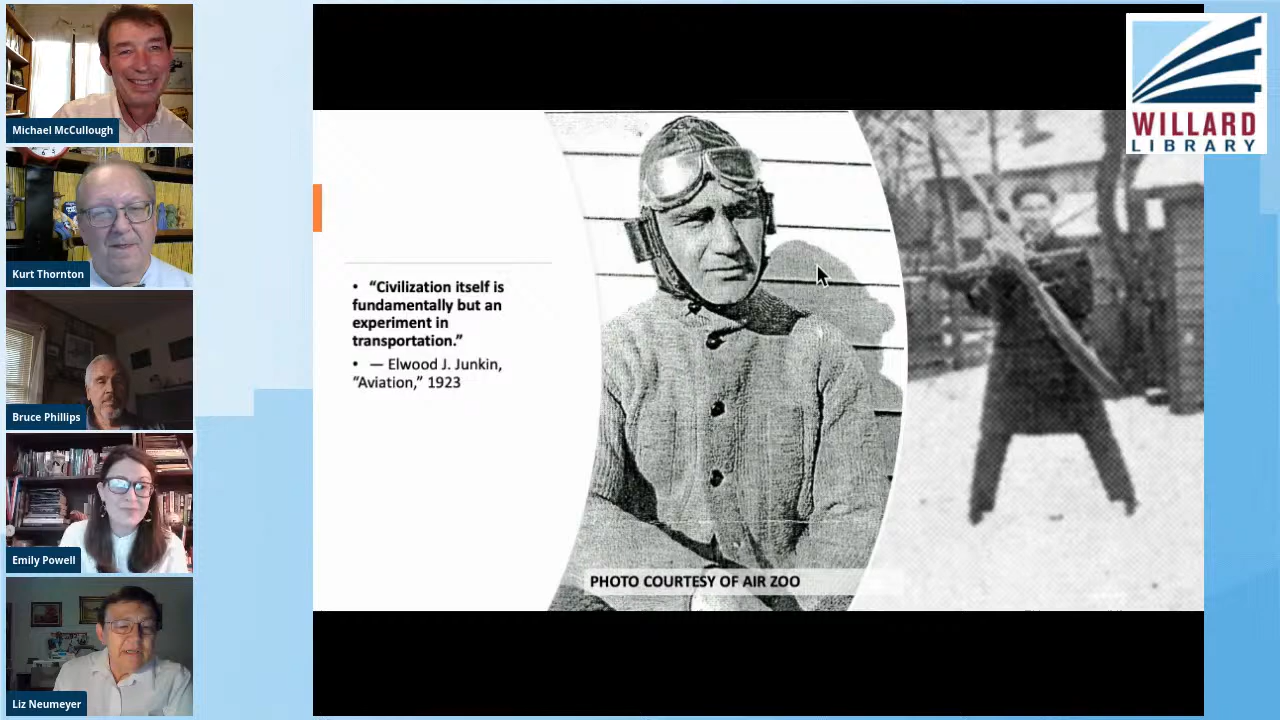 Michael McCullough
Kurt Thornton
Bruce Phillips
Emily Powell
Liz Neumeyer
• “Civilization itself is
fundamentally but an
experiment in
transportation.”
• — Elwood J. Junkin,
“Aviation,” 1923
PHOTO COURTESY OF AIR ZOO
WILLARD
LIBRARY